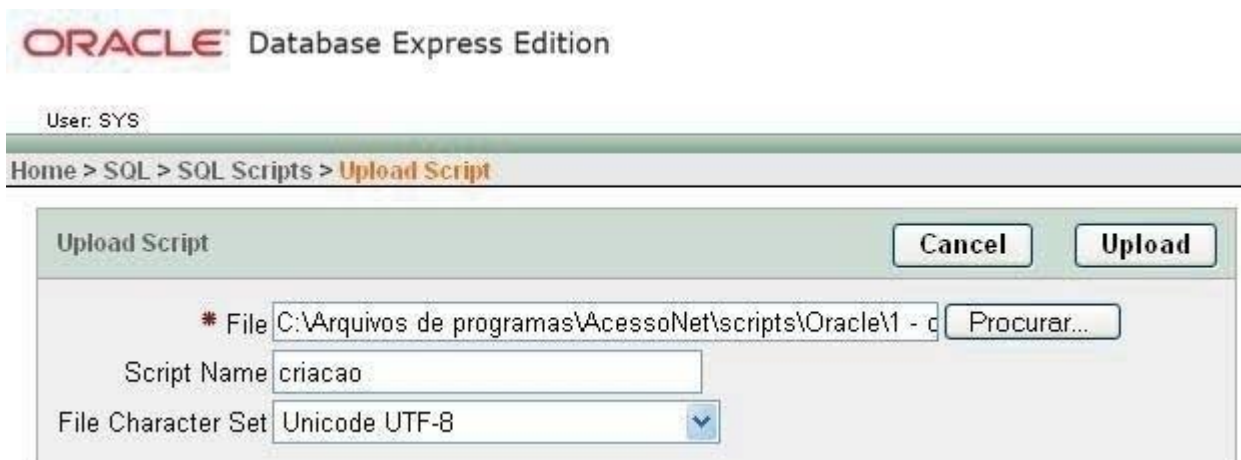 ORACLE Database Express Edition
User: SYS
Home > SQL > SQL Scripts > Upload Script
Upload Script Cancel Upload
* File C:\Arquivos de programas\AcessoNet\scripts\Oracle\1 - c Procurar...
Script Name criacao
File Character Set Unicode UTF-8